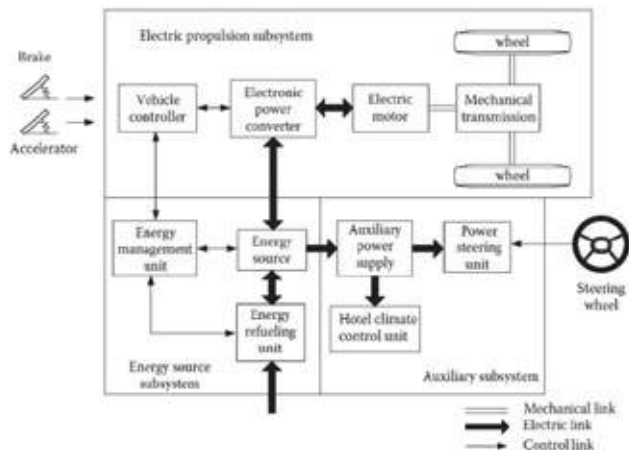 Electric propulsion subsystem
wheel
Brake
Vehicle
controller
Electronic
power
converter
Electric
motor
Mechanical
transmission
Accelerator
wheel
Energy
management
unit
Energy
source
Auxiliary
power
supply
Power
steering
unit
Steering
wheel
Energy
refueling
unit
Hotel climate
control unit
Energy source
subsystem
Auxiliary subsystem
Mechanical link
Electric link
Control link